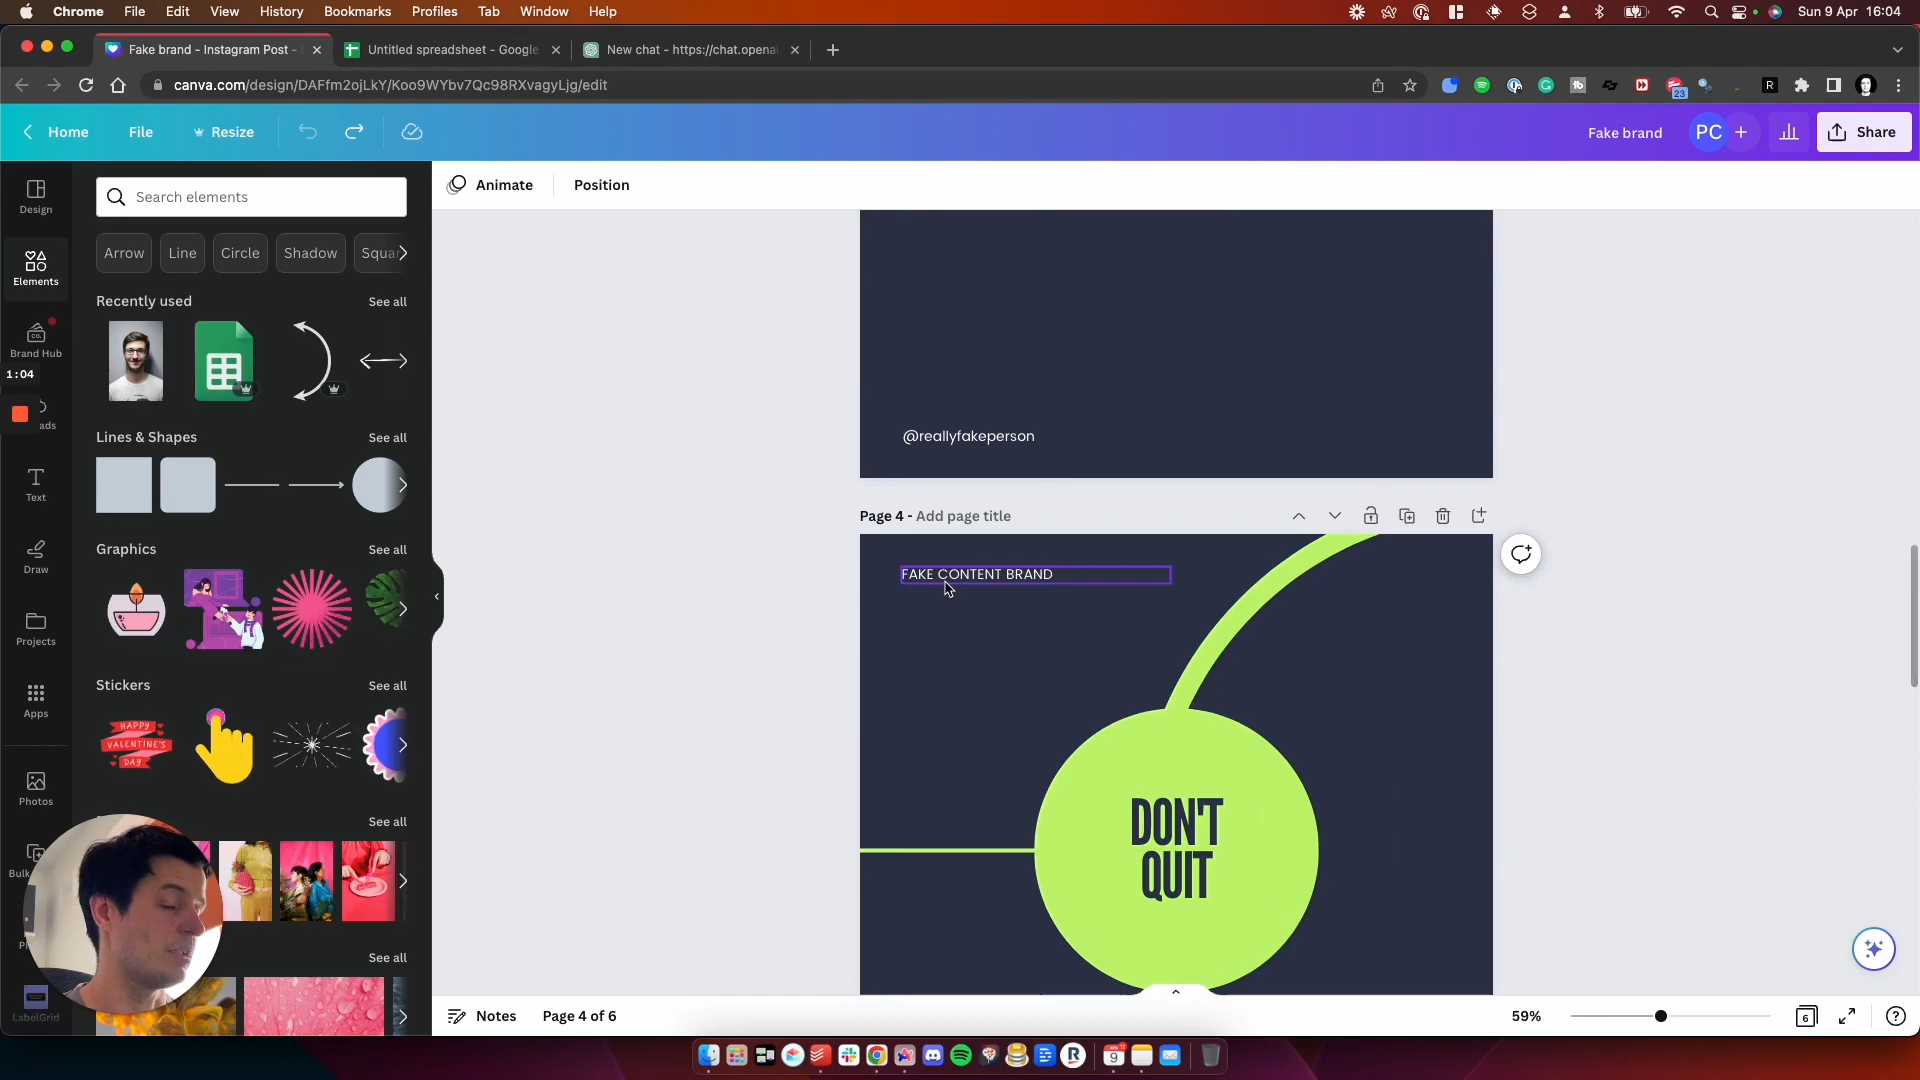 Chrome File Edit View History Bookmarks Profiles Tab Window Help
Sun 9 Apr 16:04
Fake brand - Instagram Post -
Untitled spreadsheet - Google
New chat - https://chat.openai
canva.com/design/DAFfm2ojLkY/Koo9WYbv7Qc98RXvagyLjg/edit
23
R
Home File Resize
Fake brand
PC
Share
Animate Position
Design
Elements
Brand Hub
1:04
ads
Text
Draw
Projects
Apps
Photos
Bulk
LabelGrid
Search elements
Arrow Line Circle Shadow Squar
Recently used See all
Lines & Shapes See all
Graphics See all
Stickers See all
HAPPY
VALENTINE'S
DAY
See all
See all
@reallyfakeperson
Page 4 - Add page title
FAKE CONTENT BRAND
DON'T
QUIT
Notes Page 4 of 6
59%
6
9